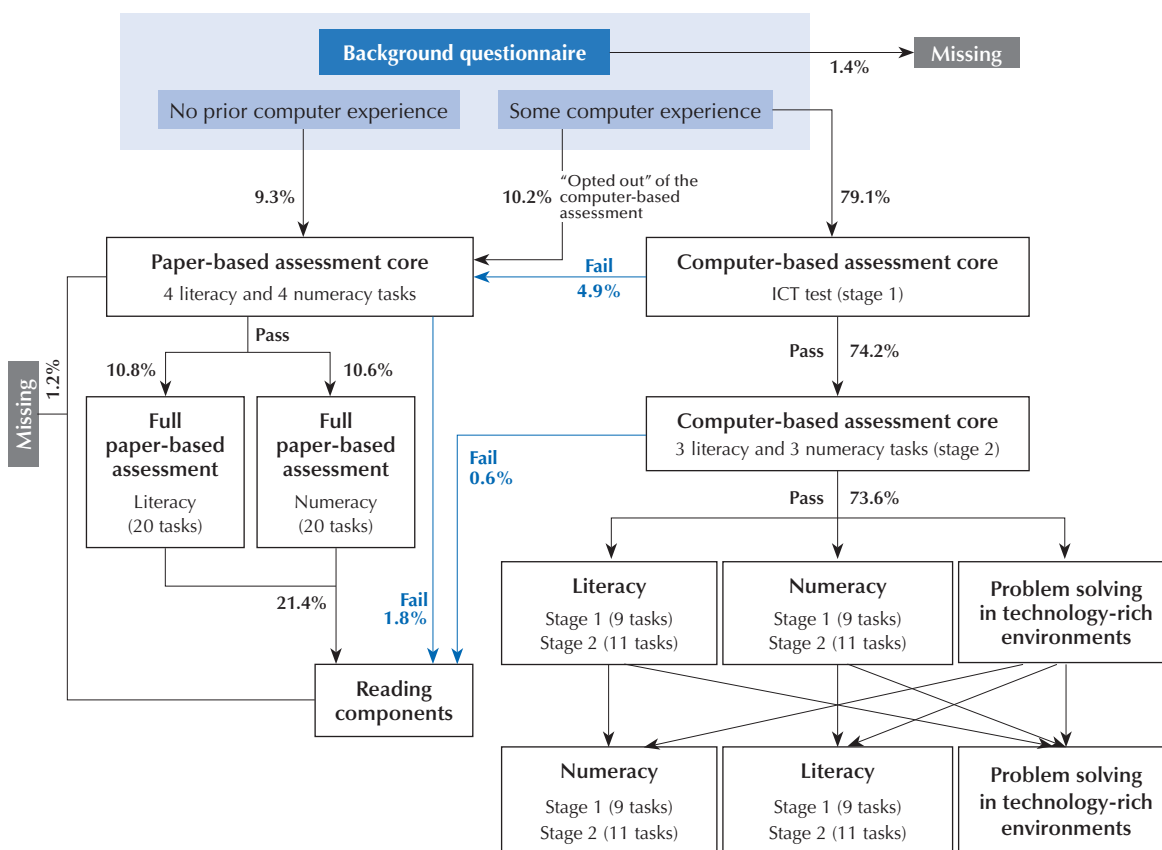 Background questionnaire
Missing
1.4%
No prior computer experience
Some computer experience
9.3%
10.2%
“Opted out” of the
computer-based
assessment
79.1%
Paper-based assessment core
4 literacy and 4 numeracy tasks
Fail
4.9%
Computer-based assessment core
ICT test (stage 1)
Pass
Pass 74.2%
Missing
1.2%
10.8%
10.6%
Full
paper-based
assessment
Literacy
(20 tasks)
Full
paper-based
assessment
Numeracy
(20 tasks)
Computer-based assessment core
3 literacy and 3 numeracy tasks (stage 2)
Fail
0.6%
Pass 73.6%
21.4%
Fail
1.8%
Literacy
Stage 1 (9 tasks)
Stage 2 (11 tasks)
Numeracy
Stage 1 (9 tasks)
Stage 2 (11 tasks)
Problem solving
in technology-rich
environments
Reading
components
Numeracy
Stage 1 (9 tasks)
Stage 2 (11 tasks)
Literacy
Stage 1 (9 tasks)
Stage 2 (11 tasks)
Problem solving
in technology-rich
environments